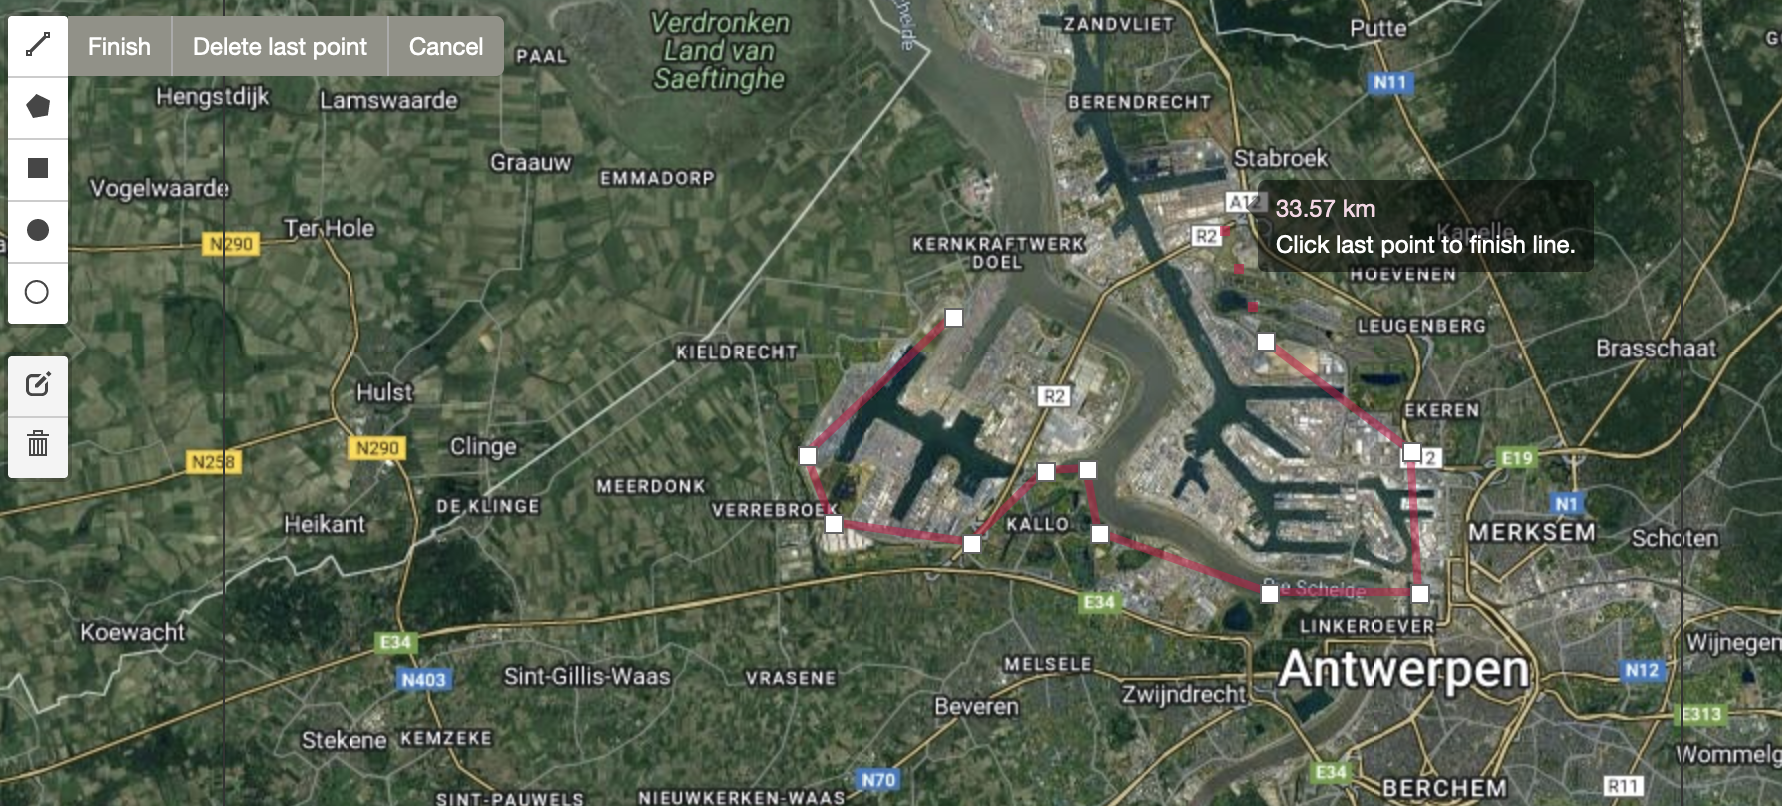 Finish
Delete last point
Cancel
PAAL
Verdronken
Land van
Saeftinghe
ZANDVLIET
Putte
N11
Hengstdijk
Lamswaarde
BERENDRECHT
Graauw
EMMADORP
Stabroek
Vogelwaarde
A12
33.57 km
Click last point to finish line.
Kapelle
Ter Hole
N290
R2
KERNKRAFTWERK
DOEL
HOEVENEN
LEUGENBERG
KIELDRECHT
Brasschaat
Hulst
R2
EKEREN
N290
Clinge
N258
E19
MEERDONK
DE KLINGE
VERREBROEK
KALLO
N1
Heikant
MERKSEM
Schoten
De Schelde
E34
Koewacht
LINKEROEVER
E34
Wijnegem
N403
Sint-Gillis-Waas
VRASENE
MELSELE
Antwerpen
N12
Zwijndrecht
Beveren
E313
Stekene
KEMZEKE
Wommelg
N70
E34
BERCHEM
R11
SINT-PAUWELS
NIEUWKERKEN-WAAS